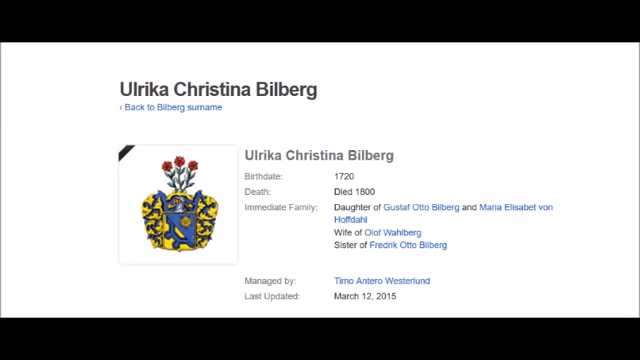 Ulrika Christina Bilberg
‹ Back to Bilberg surname
Ulrika Christina Bilberg
Birthdate: 1720
Death: Died 1800
Immediate Family: Daughter of Gustaf Otto Bilberg and Maria Elisabet von
Hoffdahl
Wife of Olof Wahlberg
Sister of Fredrik Otto Bilberg
Managed by: Timo Antero Westerlund
Last Updated: March 12, 2015